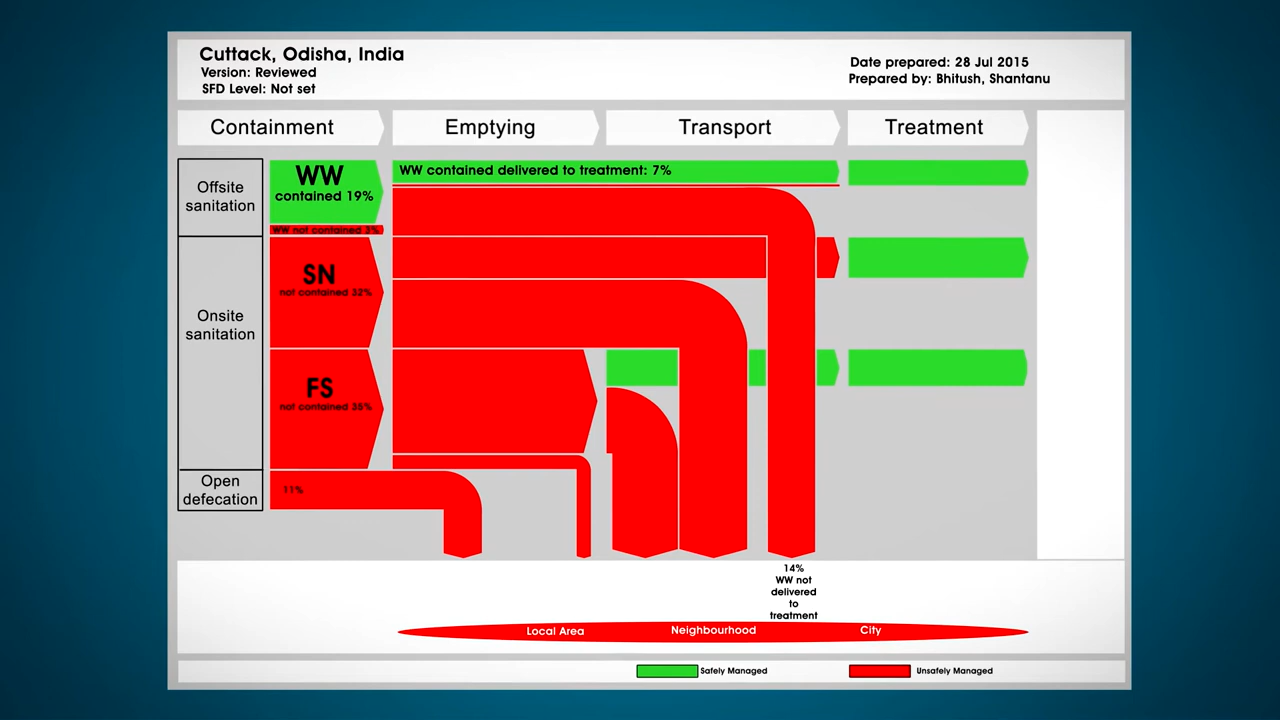 Cuttack, Odisha, India
Version: Reviewed
SFD Level: Not set
Date prepared: 28 Jul 2015
Prepared by: Bhitush, Shantanu
Containment
Emptying
Transport
Treatment
Offsite
sanitation
WW
contained 19%
WW contained delivered to treatment: 7%
WW not contained 3%
Onsite
sanitation
SN
not contained 32%
FS
not contained 35%
Open
defecation
11%
14%
WW not
delivered
to
treatment
Local Area
Neighbourhood
City
Safely Managed
Unsafely Managed